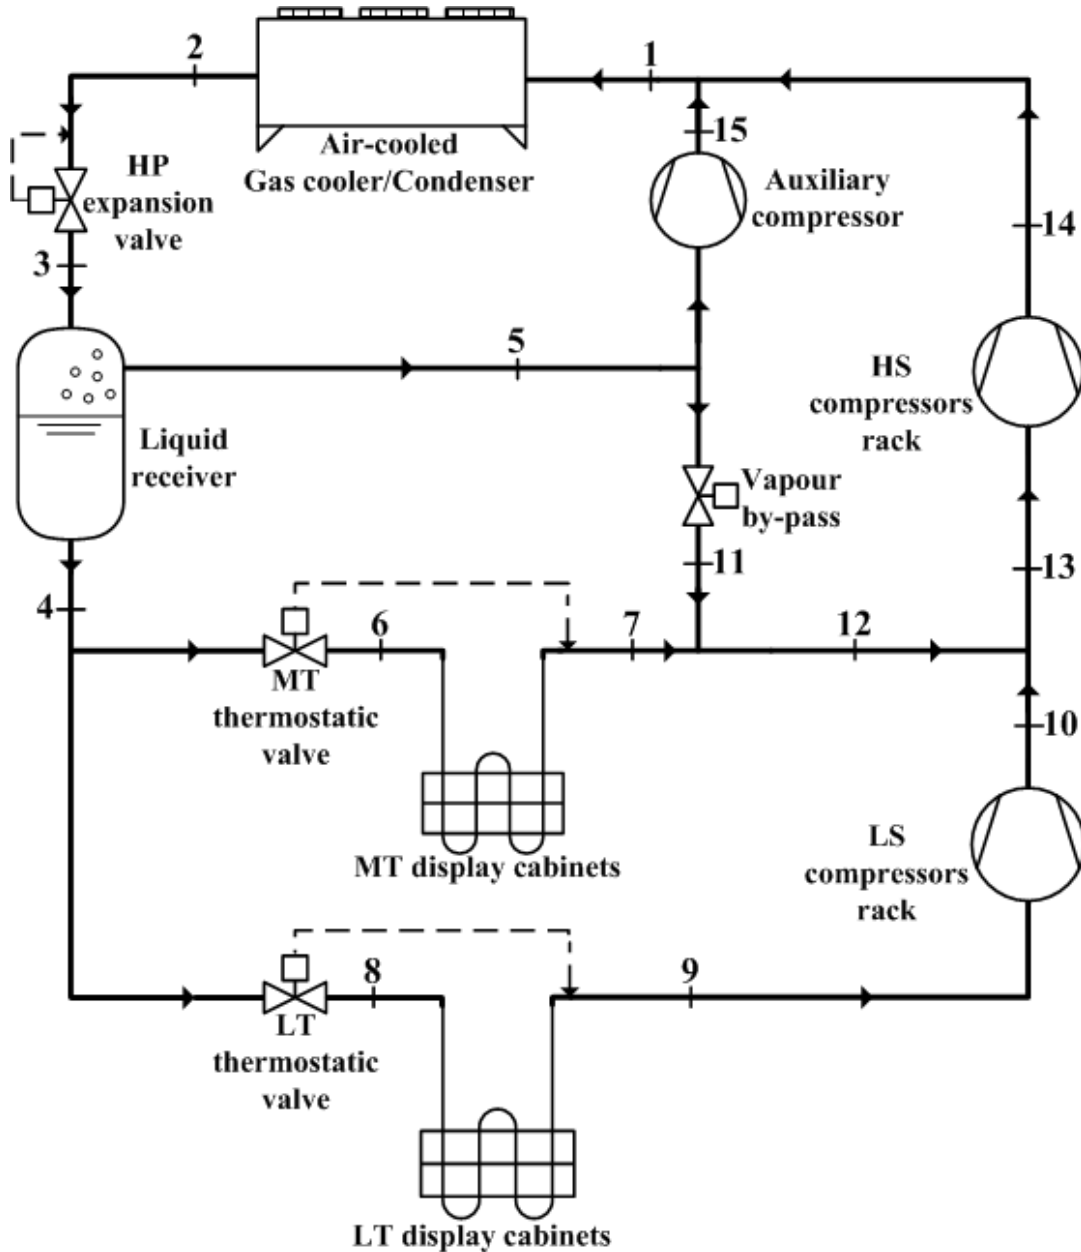 2
1
Air-cooled
Gas cooler/Condenser
15
HP
expansion
valve
Auxiliary
compressor
14
3
5
HS
compressors
rack
Liquid
receiver
Vapour
by-pass
11
13
4
6
7
12
MT
thermostatic
valve
10
MT display cabinets
LS
compressors
rack
8
9
LT
thermostatic
valve
LT display cabinets